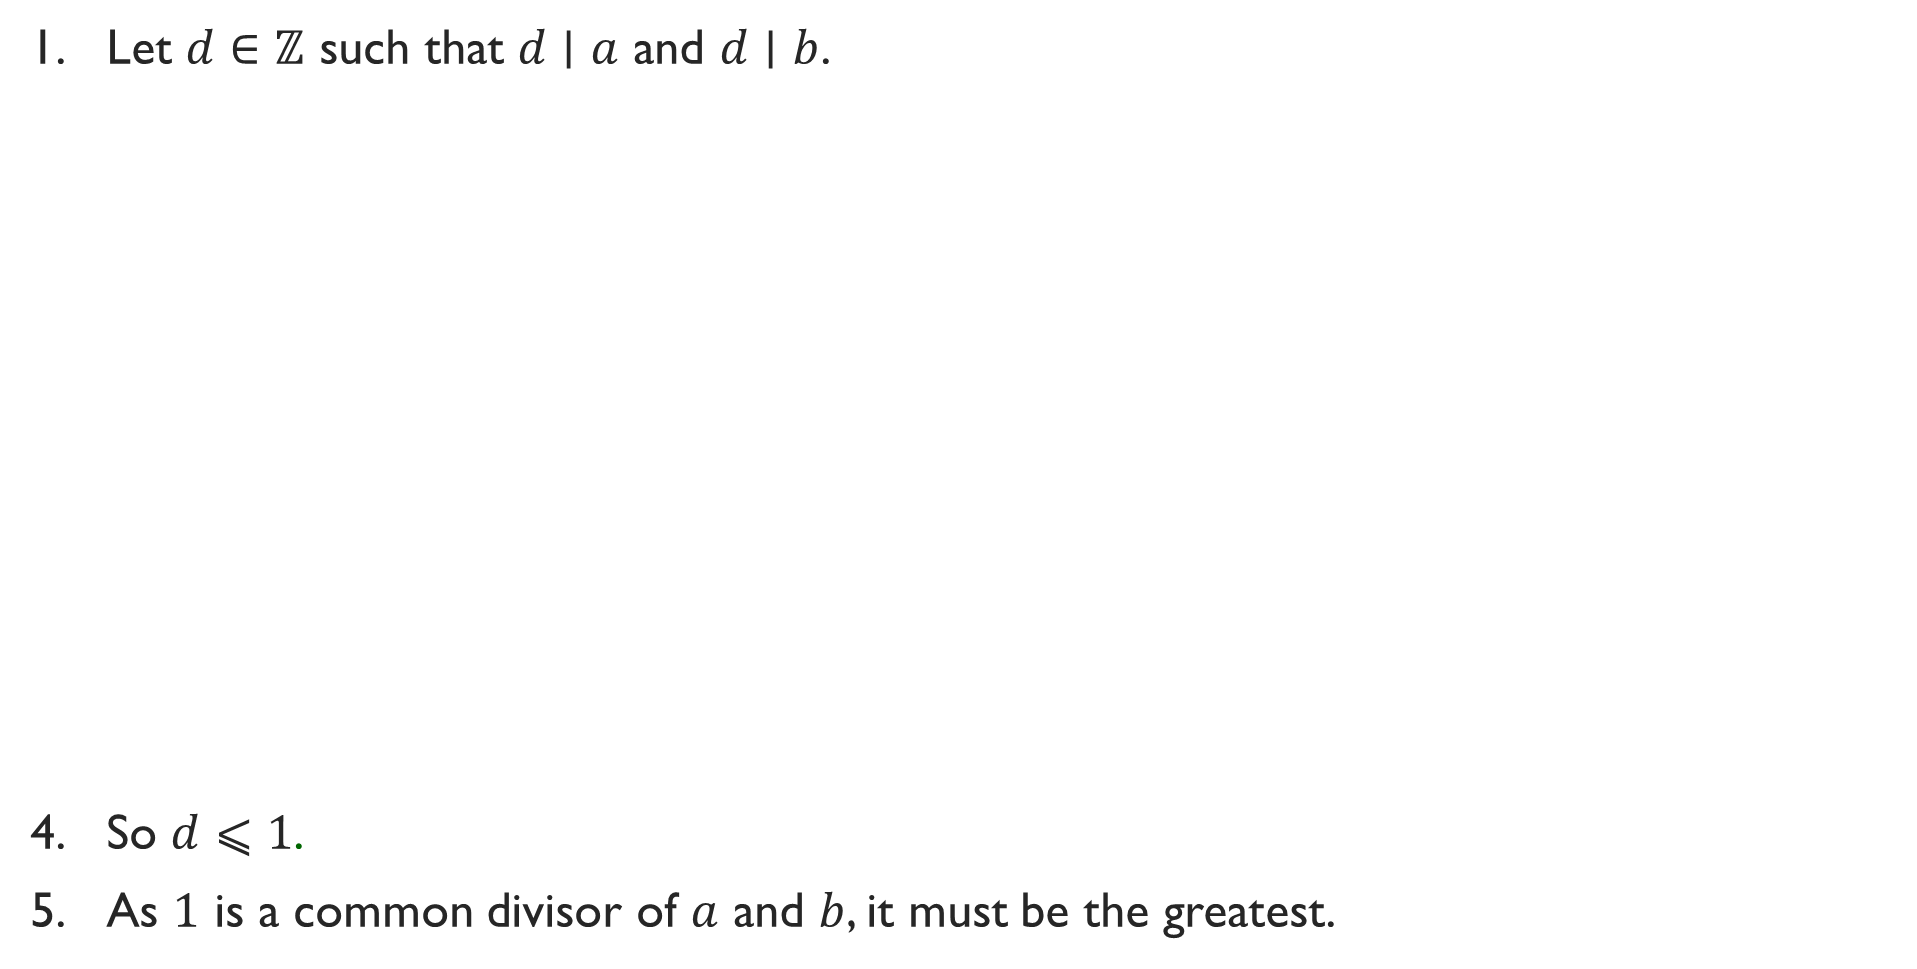 1. Let 𝑑 ∈ ℤ such that 𝑑 | 𝑎 and 𝑑 | 𝑏.
4. So 𝑑 ⩽ 1.
5. As 1 is a common divisor of 𝑎 and 𝑏, it must be the greatest.